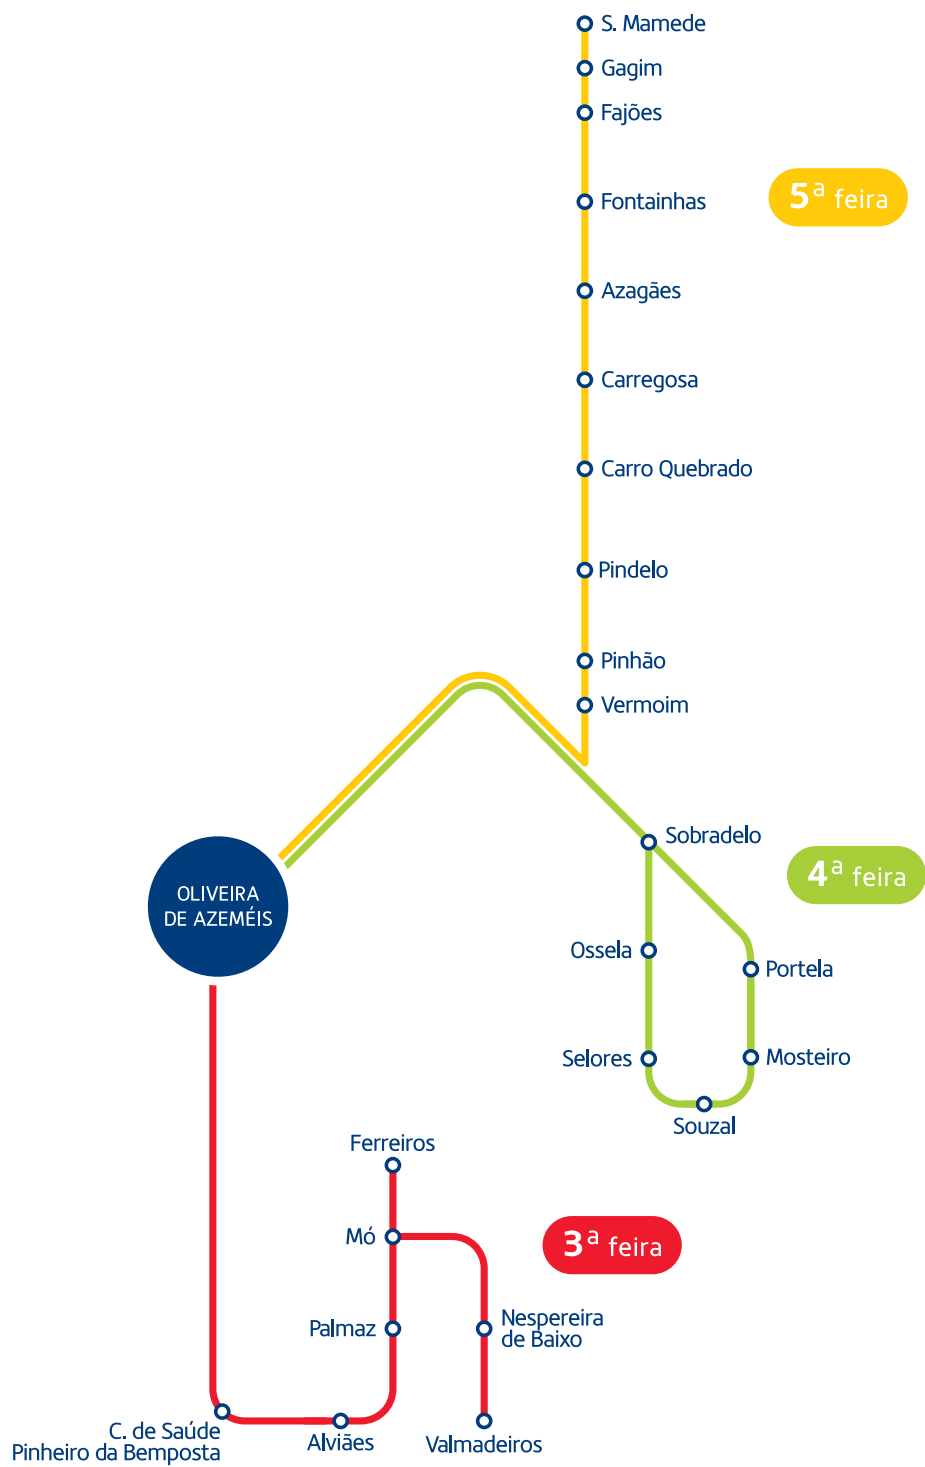 S. Mamede
Gagim
Fajões
Fontainhas
5ª feira
Azagães
Carregosa
Carro Quebrado
Pindelo
Pinhão
Vermoim
Sobradelo
4ª feira
OLIVEIRA
DE AZEMÉIS
Ossela
Portela
Selores
Mosteiro
Souzal
Ferreiros
Mó
3ª feira
Palmaz
Nespereira
de Baixo
C. de Saúde
Pinheiro da Bemposta
Alviães
Valmadeiros